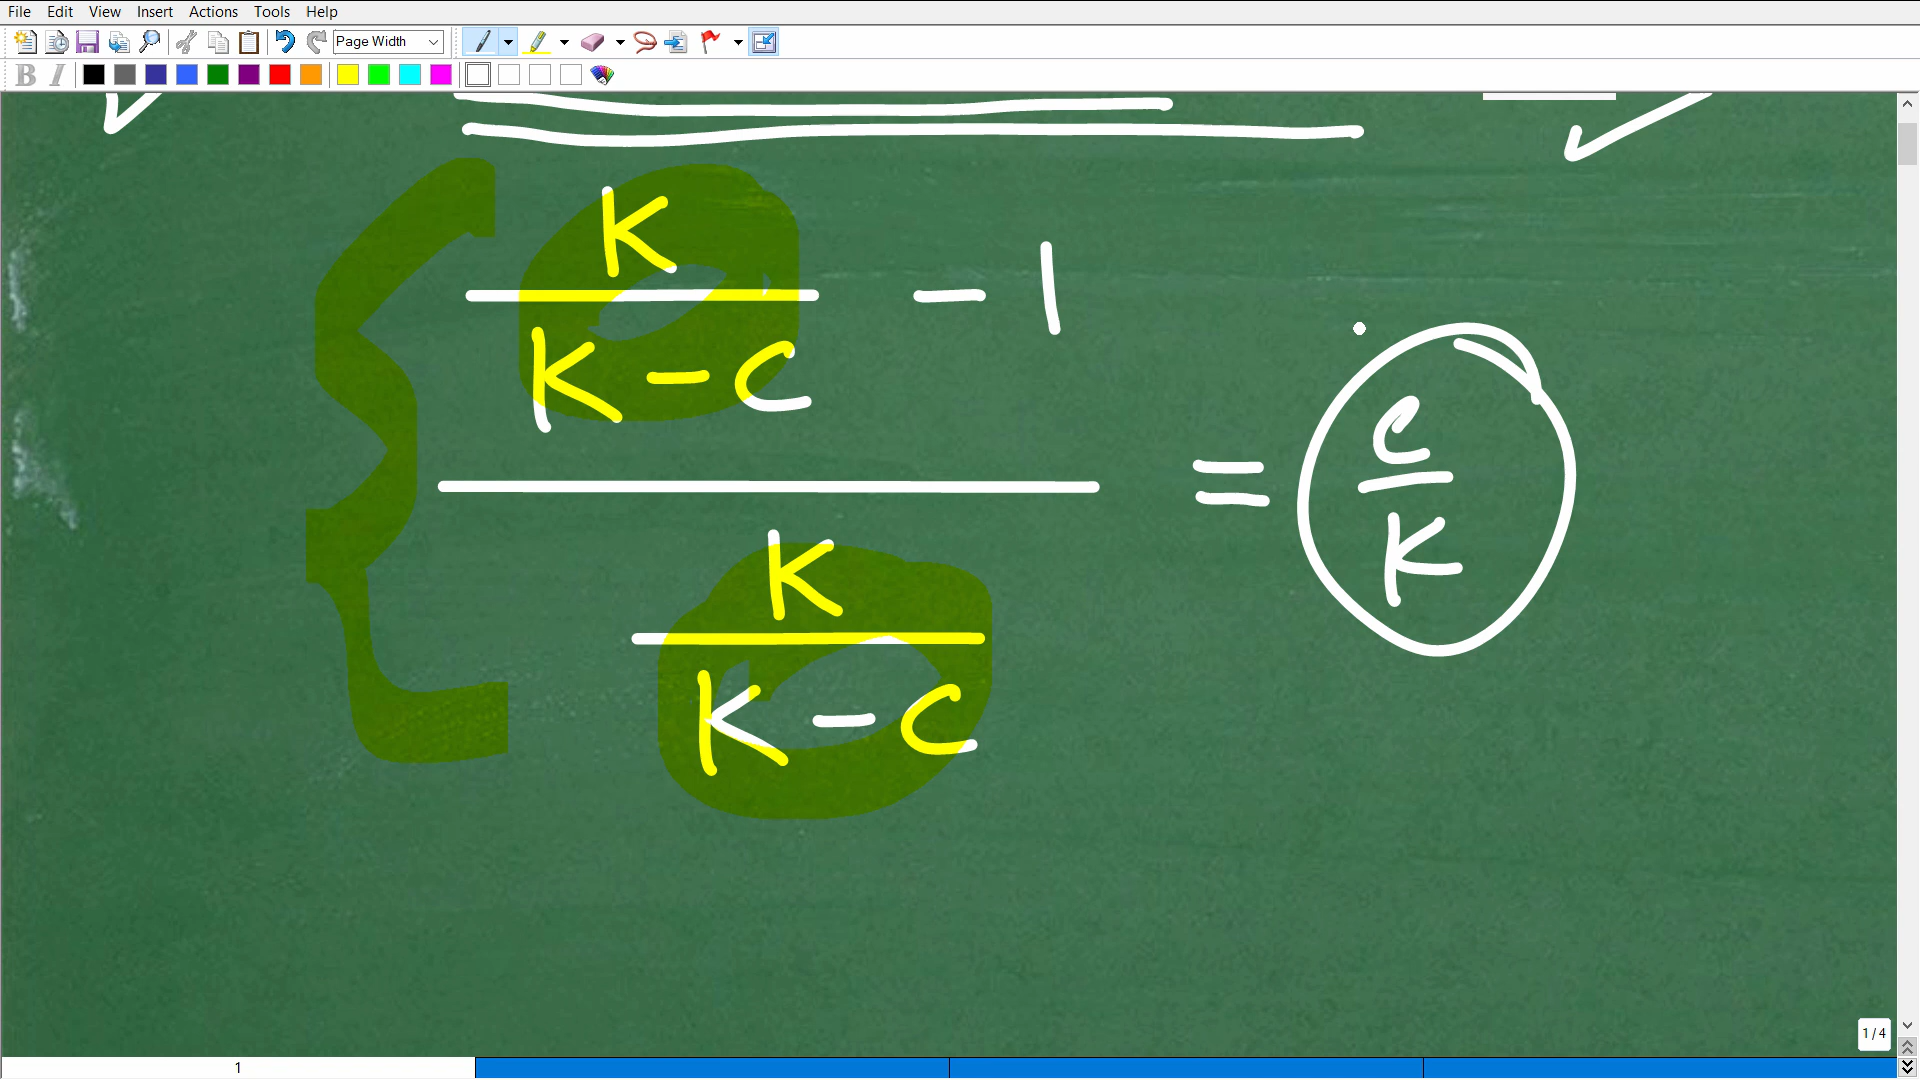 File Edit View Insert Actions Tools Help
Page Width
B I
K
K - C
- 1
K
K - C
= C
K
1 / 4
1